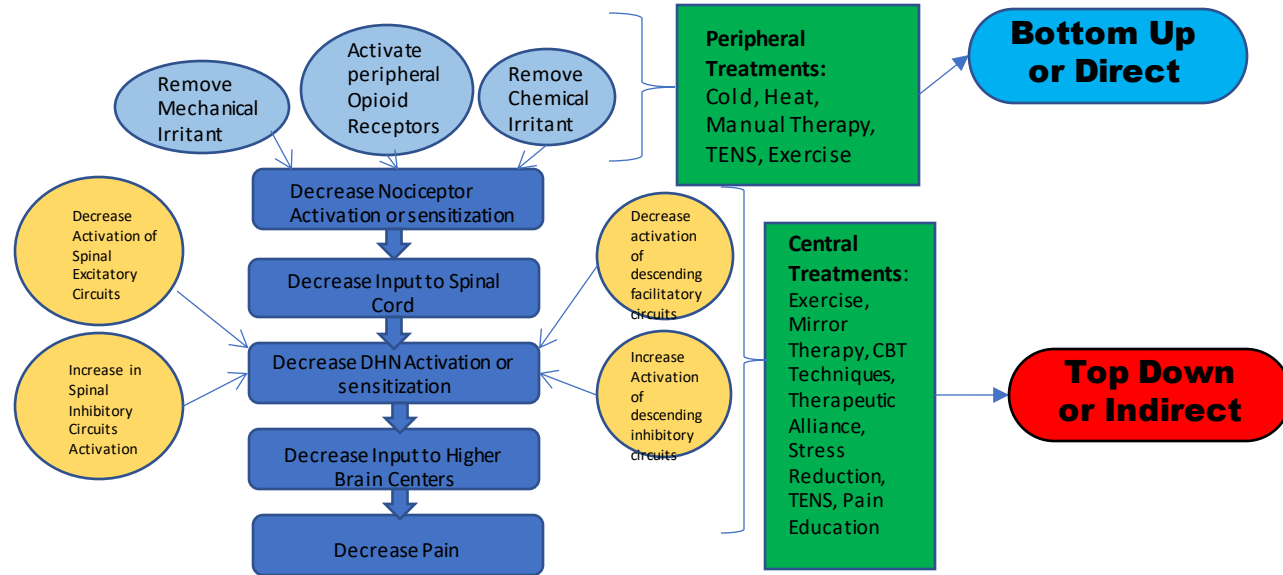 Remove
Mechanical
Irritant
Activate
peripheral
Opioid
Receptors
Remove
Chemical
Irritant
Peripheral
Treatments:
Cold, Heat,
Manual Therapy,
TENS, Exercise
Bottom Up
or Direct
Decrease Nociceptor
Activation or sensitization
Decrease
Activation of
Spinal
Excitatory
Circuits
Decrease Input to Spinal
Cord
Decrease
activation
of
descending
facilitatory
circuits
Central
Treatments:
Exercise,
Mirror
Therapy, CBT
Techniques,
Therapeutic
Alliance,
Stress
Reduction,
TENS, Pain
Education
Top Down
or Indirect
Decrease DHN Activation or
sensitization
Increase in
Spinal
Inhibitory
Circuits
Activation
Increase
Activation
of
descending
inhibitory
circuits
Decrease Input to Higher
Brain Centers
Decrease Pain